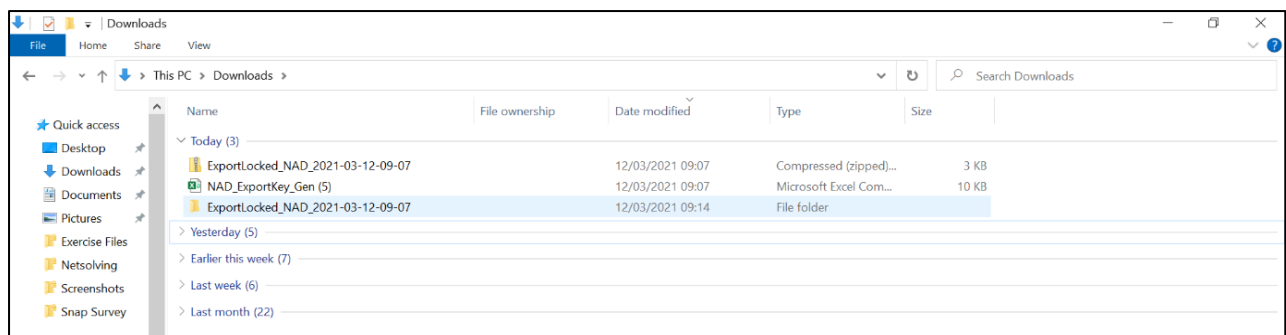 Downloads
File Home Share View
This PC > Downloads >
Search Downloads
Name File ownership Date modified Type Size
Quick access
Today (3)
Desktop
ExportLocked_NAD_2021-03-12-09-07 12/03/2021 09:07 Compressed (zipped)... 3 KB
Downloads
NAD_ExportKey_Gen (5) 12/03/2021 09:07 Microsoft Excel Com... 10 KB
Documents
ExportLocked_NAD_2021-03-12-09-07 12/03/2021 09:14 File folder
Pictures
Yesterday (5)
Exercise Files
Earlier this week (7)
Netsolving
Last week (6)
Screenshots
Last month (22)
Snap Survey